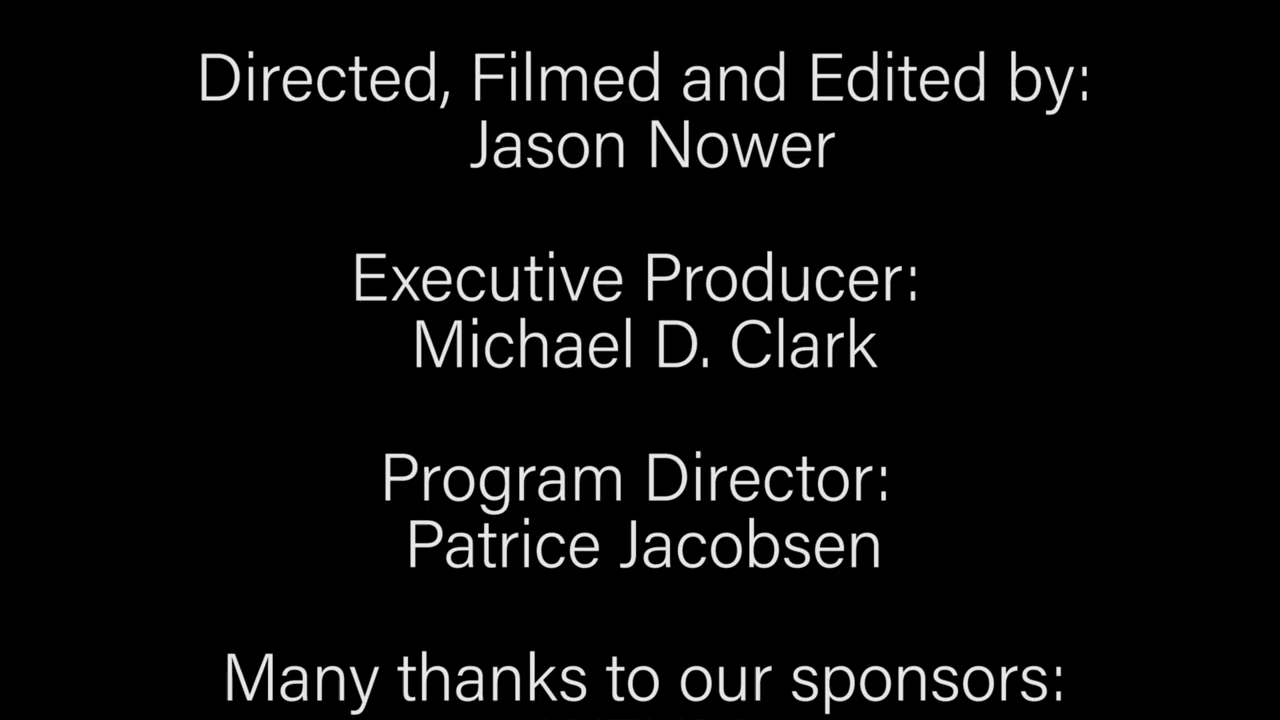 Directed, Filmed and Edited by:
Jason Nower
Executive Producer:
Michael D. Clark
Program Director:
Patrice Jacobsen
Many thanks to our sponsors: